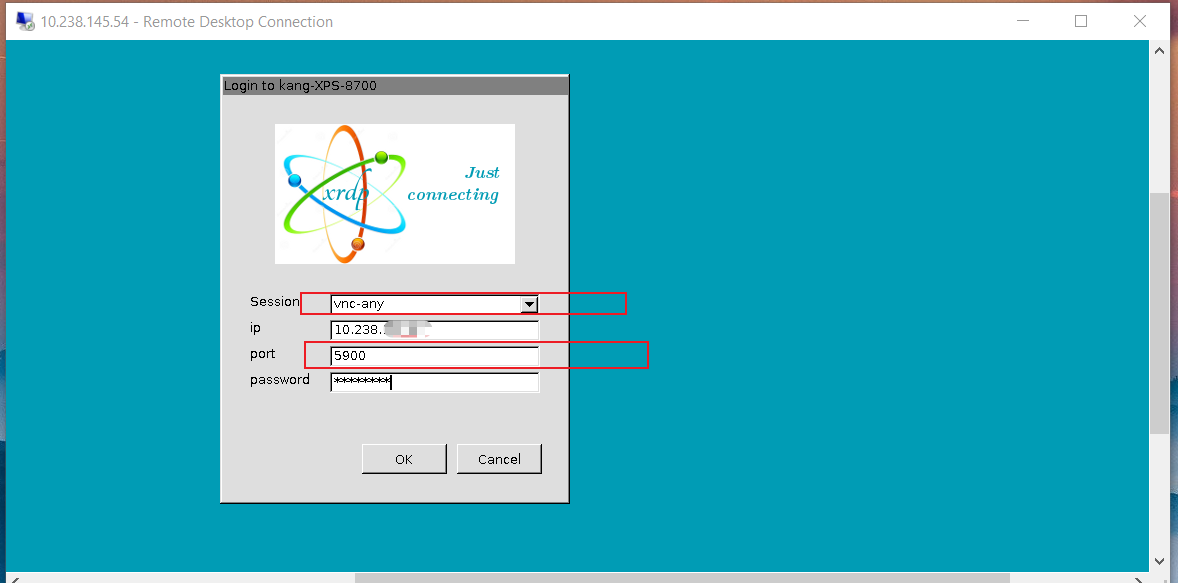 10.238.145.54 - Remote Desktop Connection
Login to kang-XPS-8700
Just
xrdp connecting
Session vnc-any
ip 10.238.
port 5900
password ********
OK Cancel